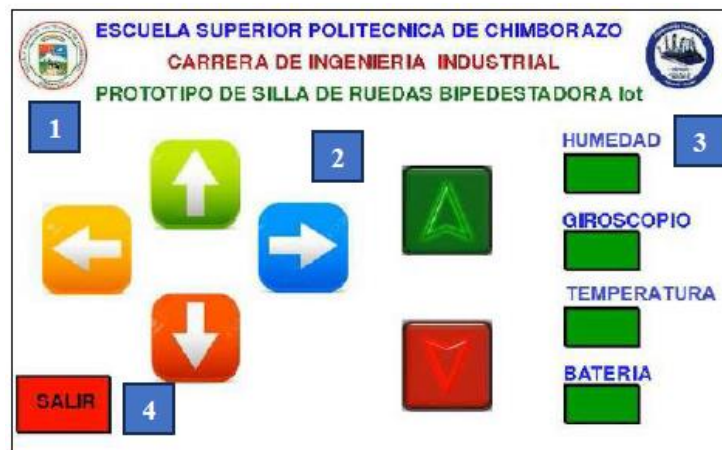 ESCUELA SUPERIOR POLITECNICA DE CHIMBORAZO
CARRERA DE INGENIERIA INDUSTRIAL
PROTOTIPO DE SILLA DE RUEDAS BIPEDESTADORA Iot
1
2
HUMEDAD
3
GIROSCOPIO
TEMPERATURA
BATERIA
SALIR
4